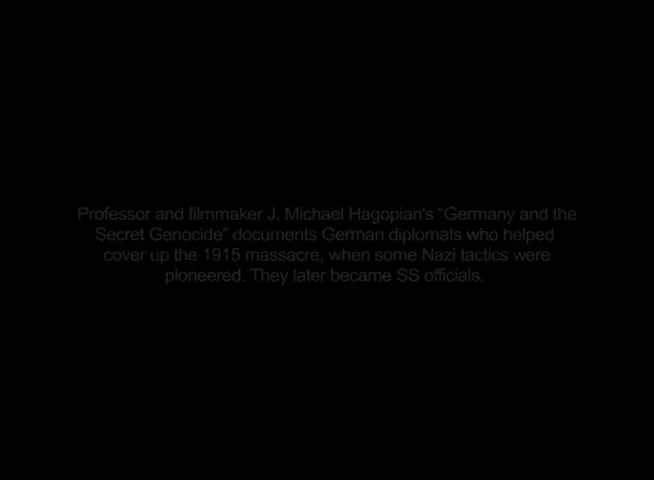 Professor and filmmaker J. Michael Hagopian's “Germany and the
Secret Genocide” documents German diplomats who helped
cover up the 1915 massacre, when some Nazi tactics were
pioneered. They later became SS officials.